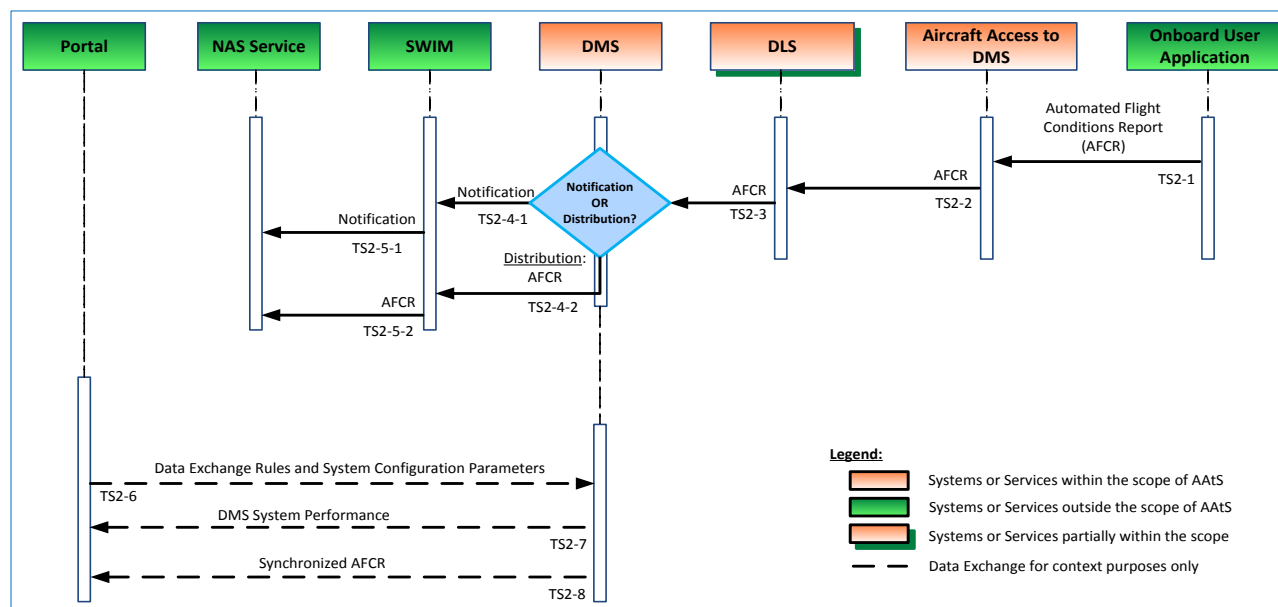 Portal
NAS Service
SWIM
DMS
DLS
Aircraft Access to
DMS
Onboard User
Application
Automated Flight
Conditions Report
(AFCR)
TS2-1
AFCR
TS2-2
AFCR
TS2-3
Notification
OR
Distribution?
Notification
TS2-4-1
Notification
TS2-5-1
Distribution:
AFCR
TS2-4-2
AFCR
TS2-5-2
Data Exchange Rules and System Configuration Parameters
TS2-6
DMS System Performance
TS2-7
Synchronized AFCR
TS2-8
Legend:
Systems or Services within the scope of AAtS
Systems or Services outside the scope of AAtS
Systems or Services partially within the scope
Data Exchange for context purposes only